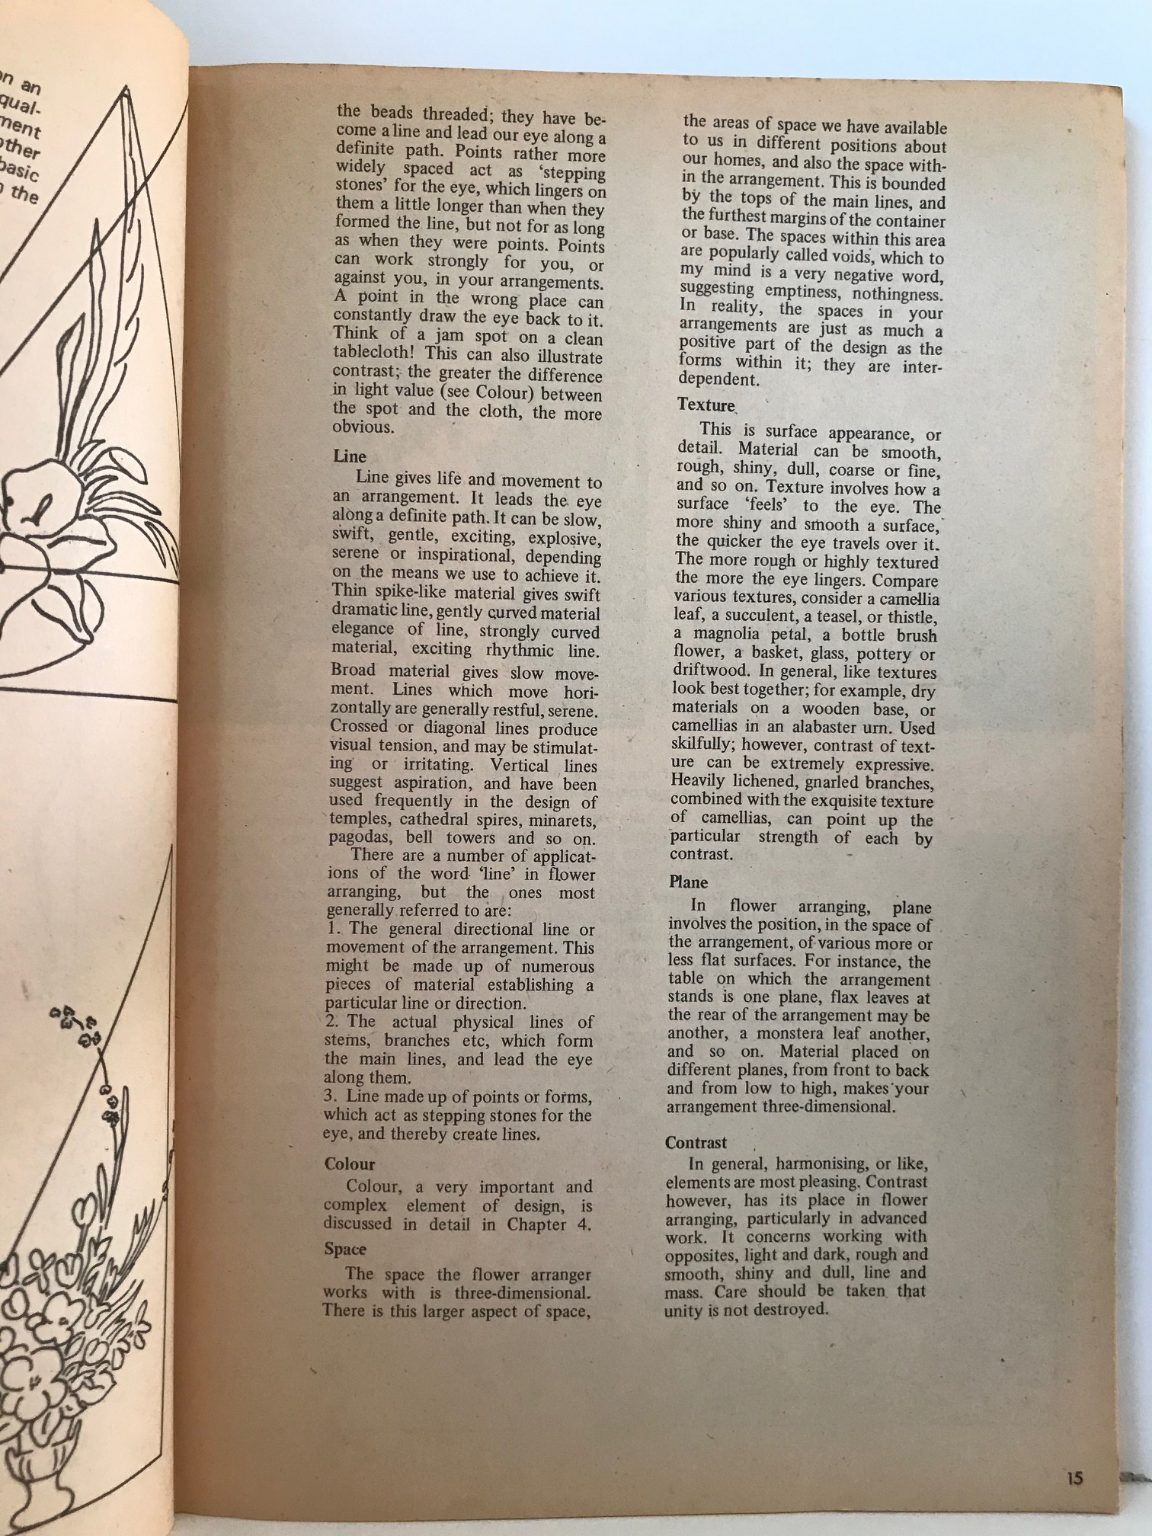 on an
qual-
ment
other
basic
the
the beads threaded; they have be-
come a line and lead our eye along a
definite path. Points rather more
widely spaced act as ‘stepping
stones’ for the eye, which lingers on
them a little longer than when they
formed the line, but not for as long
as when they were points. Points
can work strongly for you, or
against you, in your arrangements.
A point in the wrong place can
constantly draw the eye back to it.
Think of a jam spot on a clean
tablecloth! This can also illustrate
contrast; the greater the difference
in light value (see Colour) between
the spot and the cloth, the more
obvious.
Line
Line gives life and movement to
an arrangement. It leads the eye
along a definite path. It can be slow,
swift, gentle, exciting, explosive,
serene or inspirational, depending
on the means we use to achieve it.
Thin spike-like material gives swift
dramatic line, gently curved material
elegance of line, strongly curved
material, exciting rhythmic line.
Broad material gives slow move-
ment. Lines which move hori-
zontally are generally restful, serene.
Crossed or diagonal lines produce
visual tension, and may be stimulat-
ing or irritating. Vertical lines
suggest aspiration, and have been
used frequently in the design of
temples, cathedral spires, minarets,
pagodas, bell towers and so on.
There are a number of applicat-
ions of the word ‘line’ in flower
arranging, but the ones most
generally referred to are:
1. The general directional line or
movement of the arrangement. This
might be made up of numerous
pieces of material establishing a
particular line or direction.
2. The actual physical lines of
stems, branches etc, which form
the main lines, and lead the eye
along them.
3. Line made up of points or forms,
which act as stepping stones for the
eye, and thereby create lines.
Colour
Colour, a very important and
complex element of design, is
discussed in detail in Chapter 4.
Space
The space the flower arranger
works with is three-dimensional.
There is this larger aspect of space,
the areas of space we have available
to us in different positions about
our homes, and also the space with-
in the arrangement. This is bounded
by the tops of the main lines, and
the furthest margins of the container
or base. The spaces within this area
are popularly called voids, which to
my mind is a very negative word,
suggesting emptiness, nothingness.
In reality, the spaces in your
arrangements are just as much a
positive part of the design as the
forms within it; they are inter-
dependent.
Texture
This is surface appearance, or
detail. Material can be smooth,
rough, shiny, dull, coarse or fine,
and so on. Texture involves how a
surface ‘feels’ to the eye. The
more shiny and smooth a surface,
the quicker the eye travels over it.
The more rough or highly textured
the more the eye lingers. Compare
various textures, consider a camellia
leaf, a succulent, a teasel, or thistle,
a magnolia petal, a bottle brush
flower, a basket, glass, pottery or
driftwood. In general, like textures
look best together; for example, dry
materials on a wooden base, or
camellias in an alabaster urn. Used
skilfully; however, contrast of text-
ure can be extremely expressive.
Heavily lichened, gnarled branches,
combined with the exquisite texture
of camellias, can point up the
particular strength of each by
contrast.
Plane
In flower arranging, plane
involves the position, in the space of
the arrangement, of various more or
less flat surfaces. For instance, the
table on which the arrangement
stands is one plane, flax leaves at
the rear of the arrangement may be
another, a monstera leaf another,
and so on. Material placed on
different planes, from front to back
and from low to high, makes your
arrangement three-dimensional.
Contrast
In general, harmonising, or like,
elements are most pleasing. Contrast
however, has its place in flower
arranging, particularly in advanced
work. It concerns working with
opposites, light and dark, rough and
smooth, shiny and dull, line and
mass. Care should be taken that
unity is not destroyed.
15